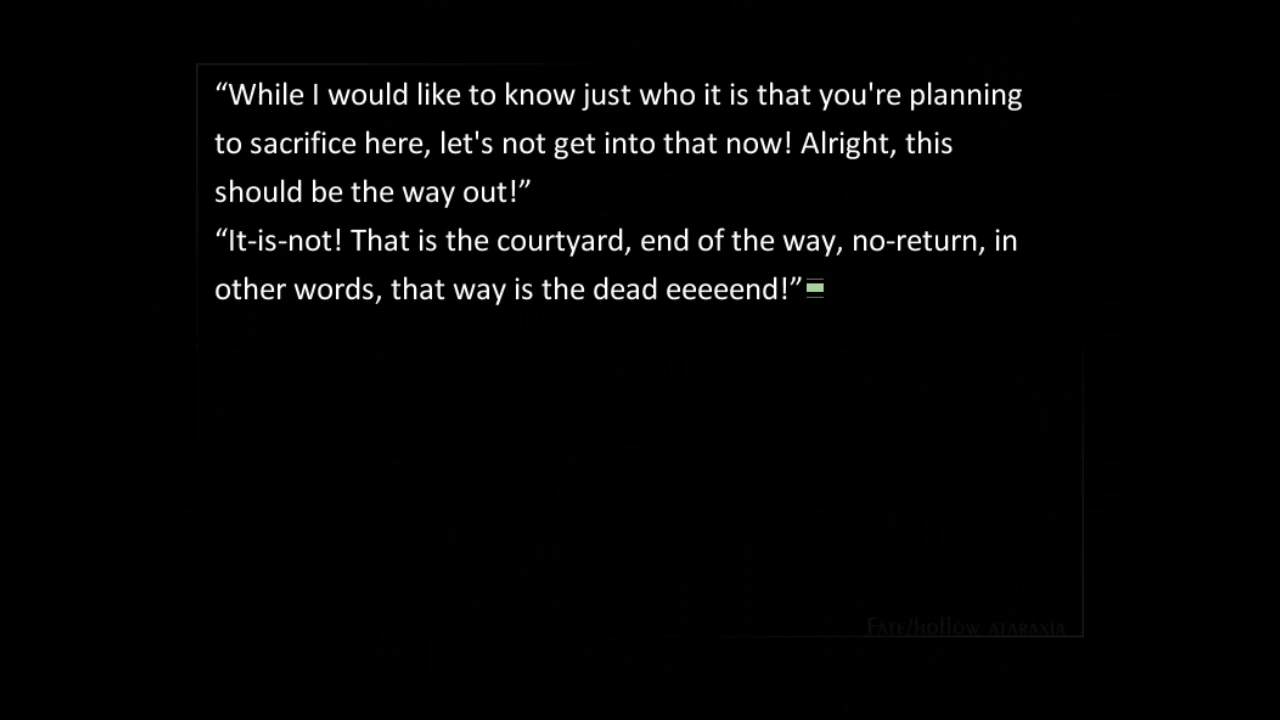 “While I would like to know just who it is that you're planning
to sacrifice here, let's not get into that now! Alright, this
should be the way out!”
“It-is-not! That is the courtyard, end of the way, no-return, in
other words, that way is the dead eeeeend!”
Fate/hollow ataraxia